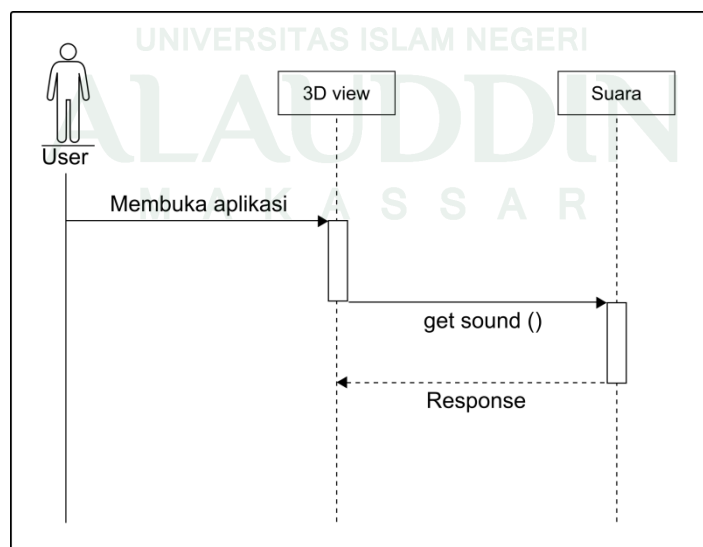 UNIVERSITAS ISLAM NEGERI
ALAUDDIN
MAKASSAR
3D view
Suara
User
Membuka aplikasi
get sound ()
Response